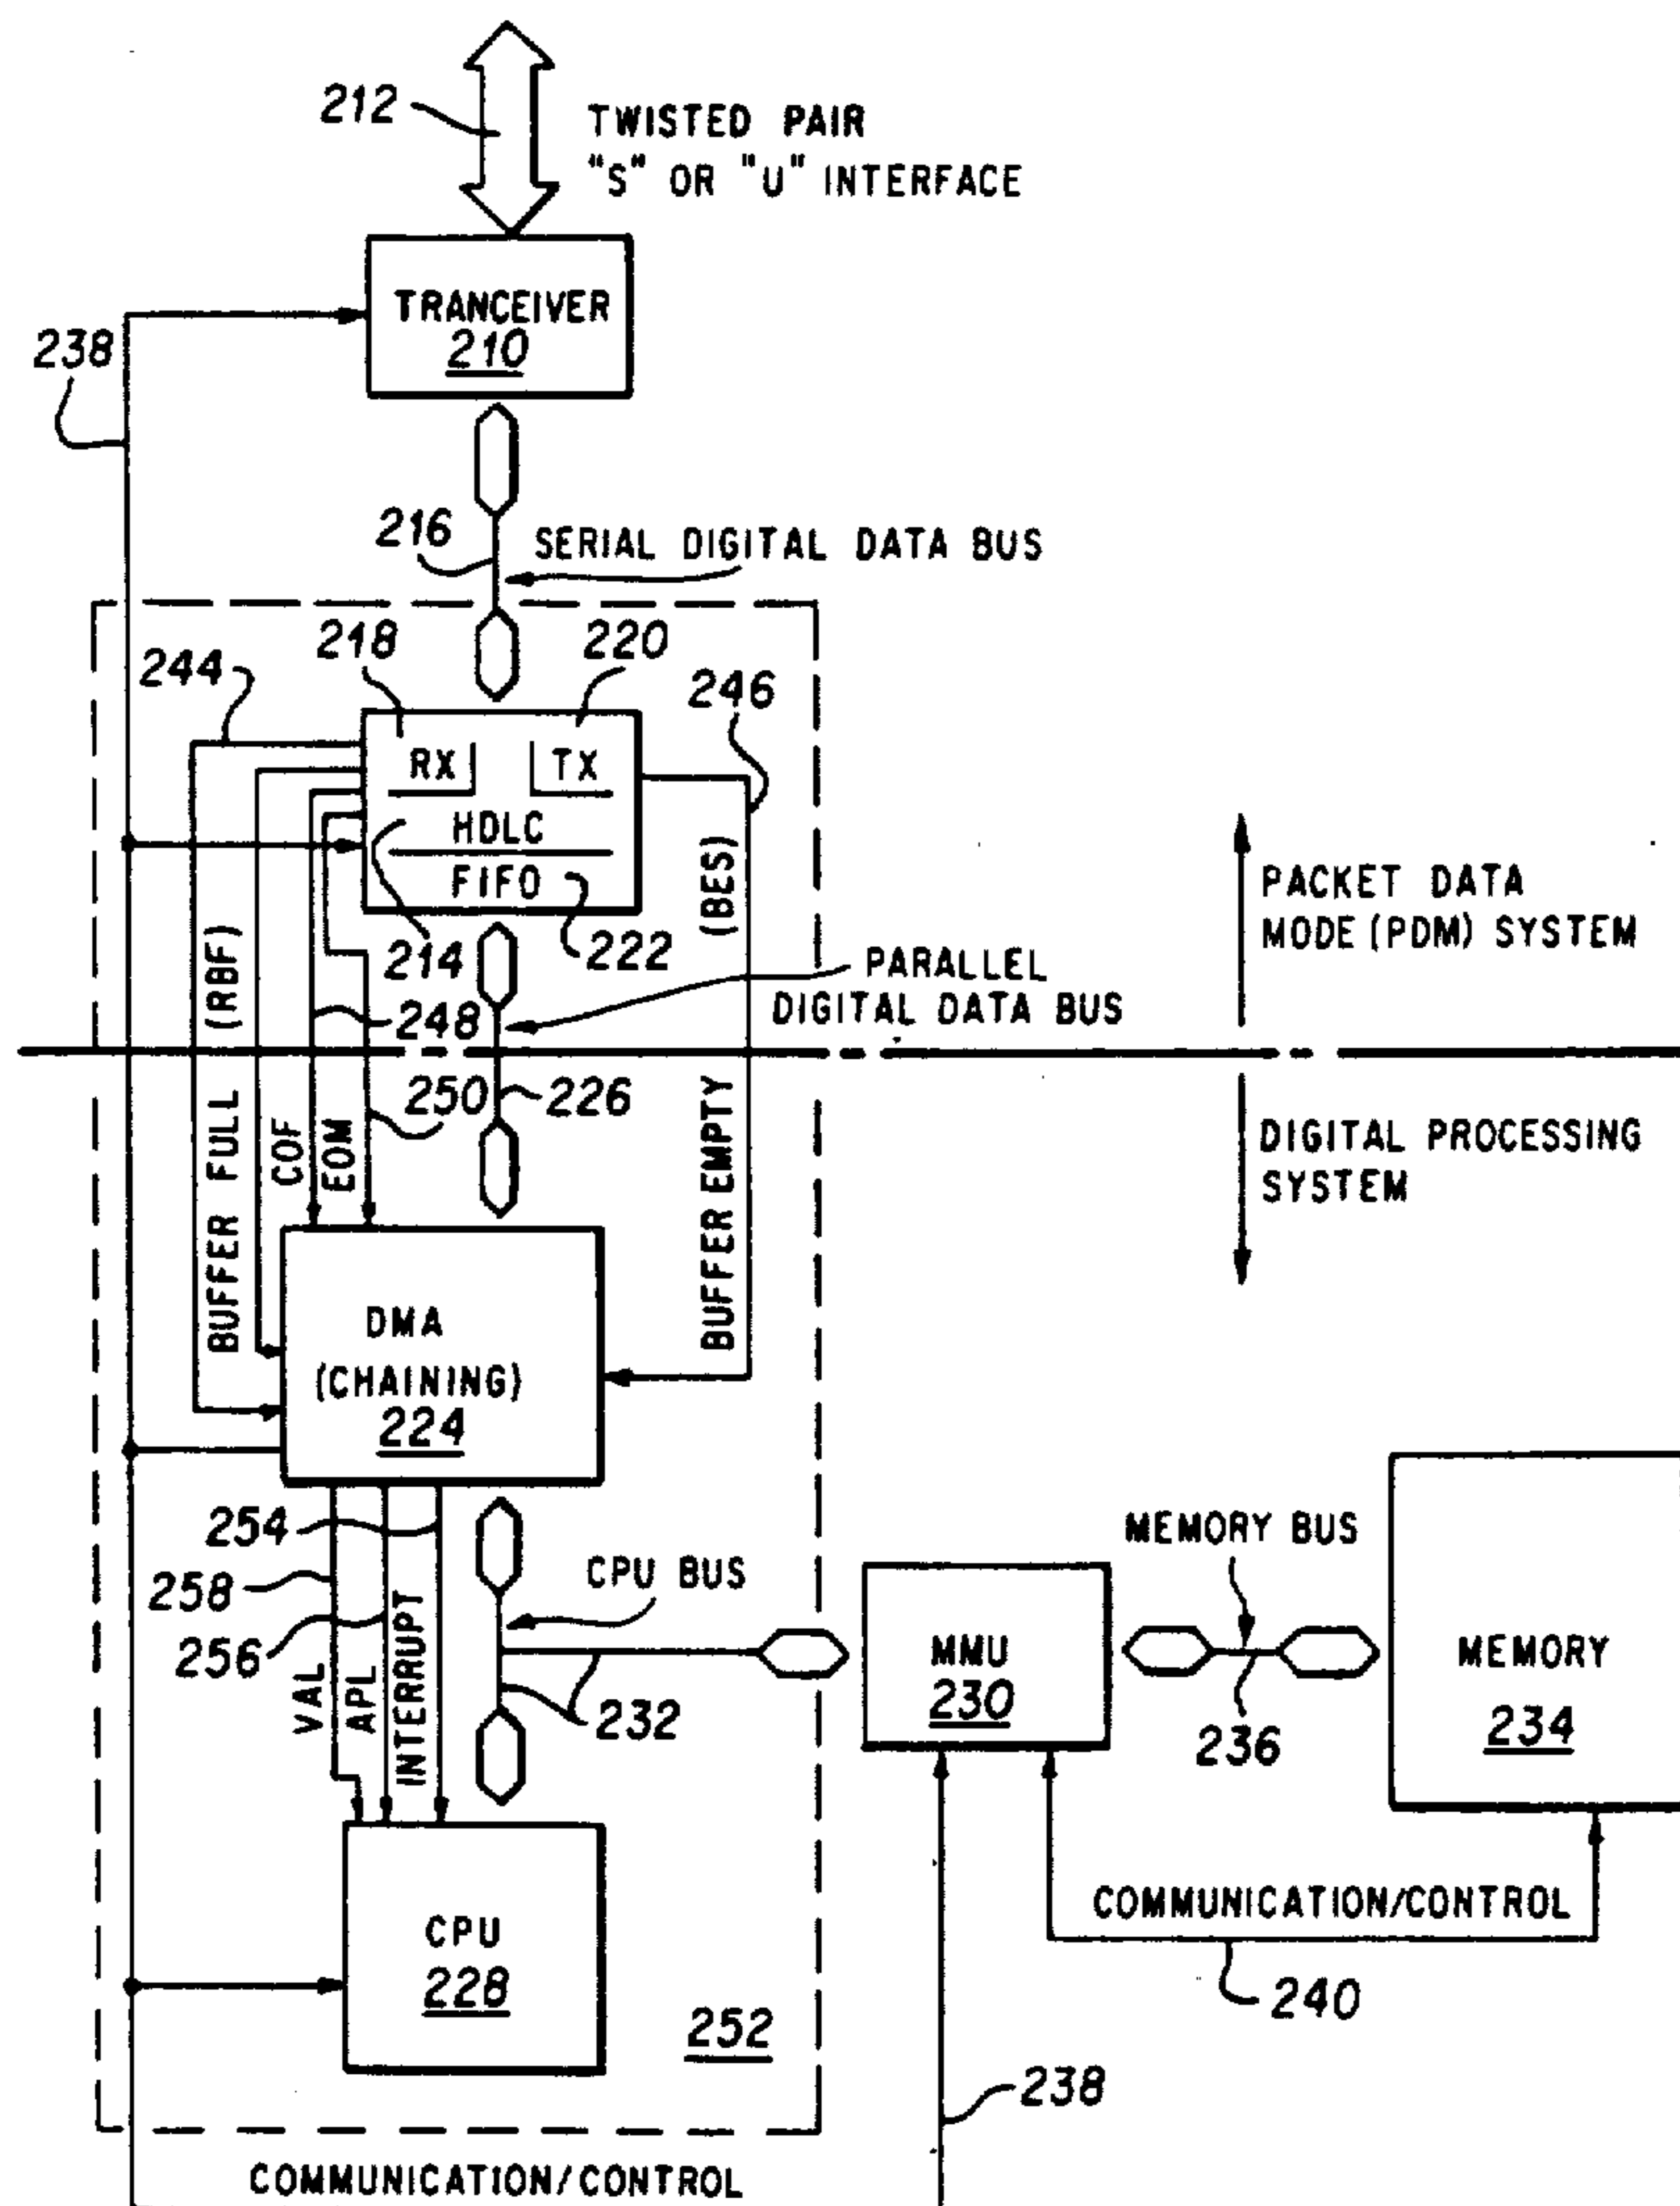 212
TWISTED PAIR
"S" OR "U" INTERFACE
TRANCEIVER
210
238
216
SERIAL DIGITAL DATA BUS
218
220
244
246
RX
TX
HDLC
FIFO
214
222
(BES)
BUFFER EMPTY
PACKET DATA
MODE (PDM) SYSTEM
PARALLEL
DIGITAL DATA BUS
248
BUFFER FULL (RBF)
COF
EOM
250
226
DIGITAL PROCESSING
SYSTEM
DMA
(CHAINING)
224
254
258
256
VAL
APL
INTERRUPT
CPU BUS
232
MMU
230
MEMORY BUS
236
MEMORY
234
COMMUNICATION/CONTROL
240
CPU
228
252
238
COMMUNICATION/CONTROL